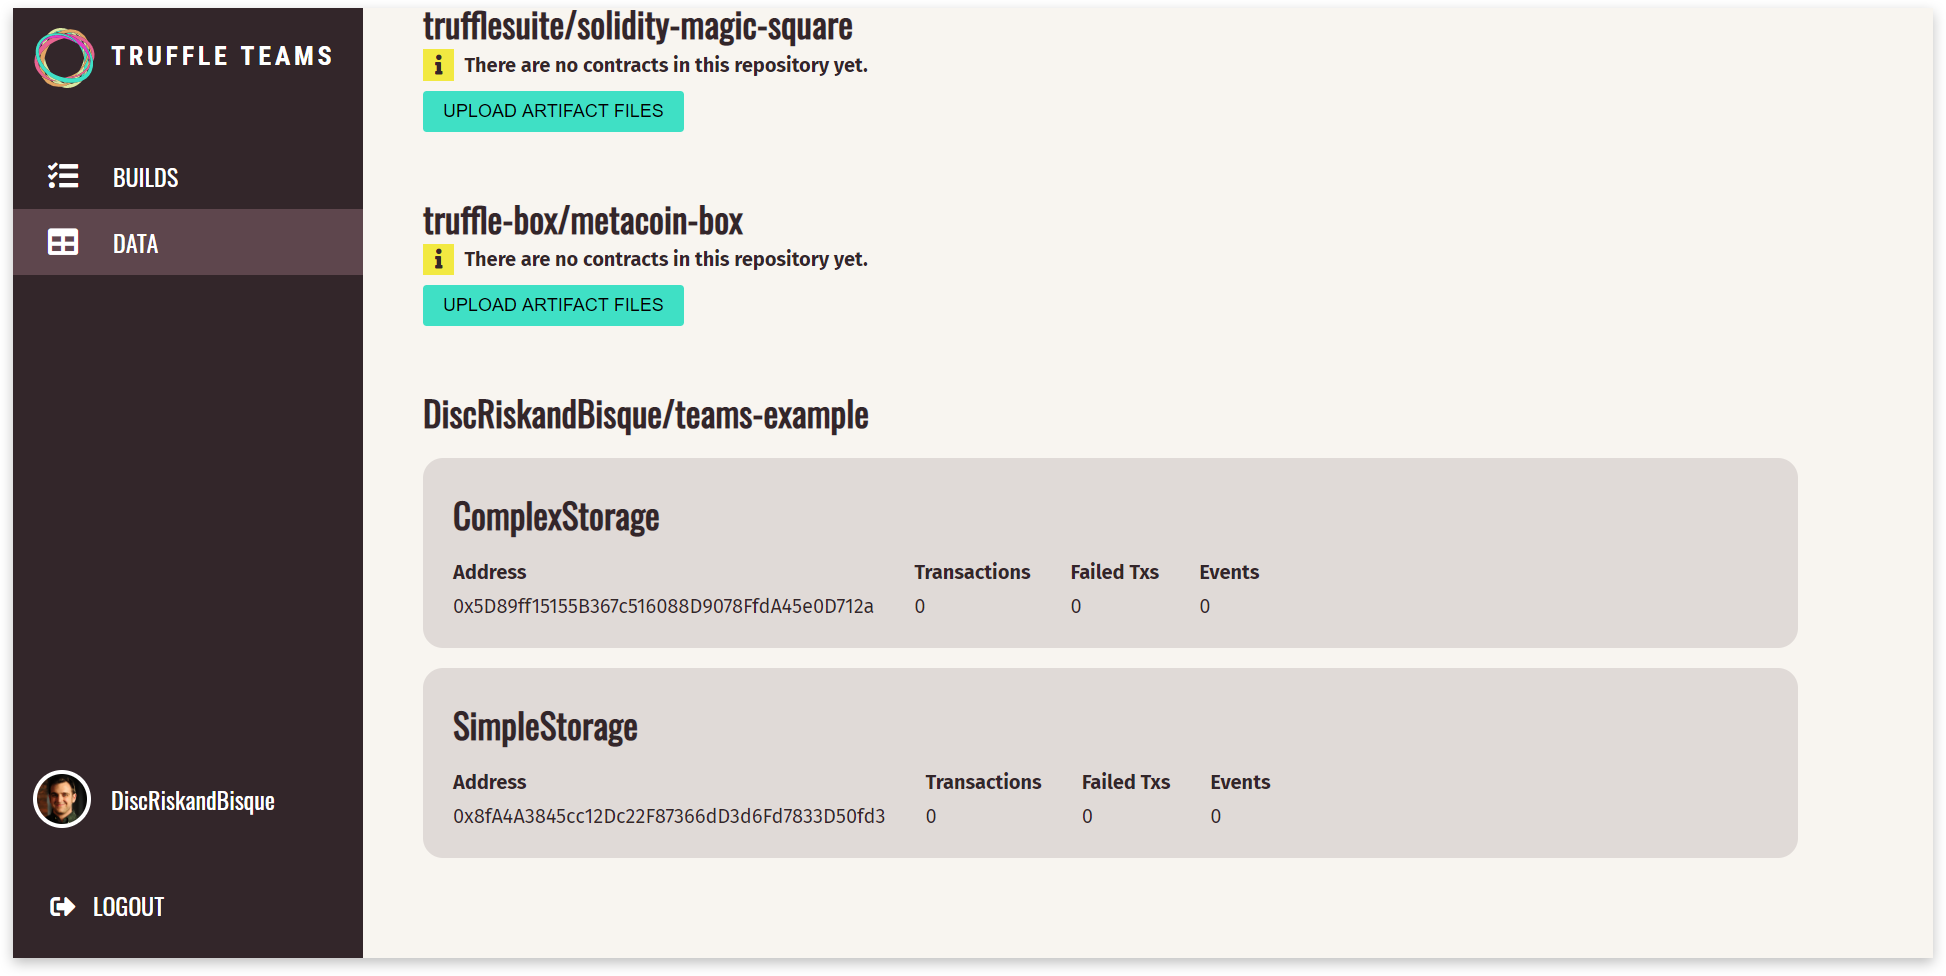 TRUFFLE TEAMS
BUILDS
DATA
DiscRiskandBisque
LOGOUT
trufflesuite/solidity-magic-square
i There are no contracts in this repository yet.
UPLOAD ARTIFACT FILES
truffle-box/metacoin-box
i There are no contracts in this repository yet.
UPLOAD ARTIFACT FILES
DiscRiskandBisque/teams-example
ComplexStorage
Address Transactions Failed Txs Events
0x5D89ff15155B367c516088D9078FfdA45e0D712a 0 0 0
SimpleStorage
Address Transactions Failed Txs Events
0x8fA4A3845cc12Dc22F87366dD3d6Fd7833D50fd3 0 0 0